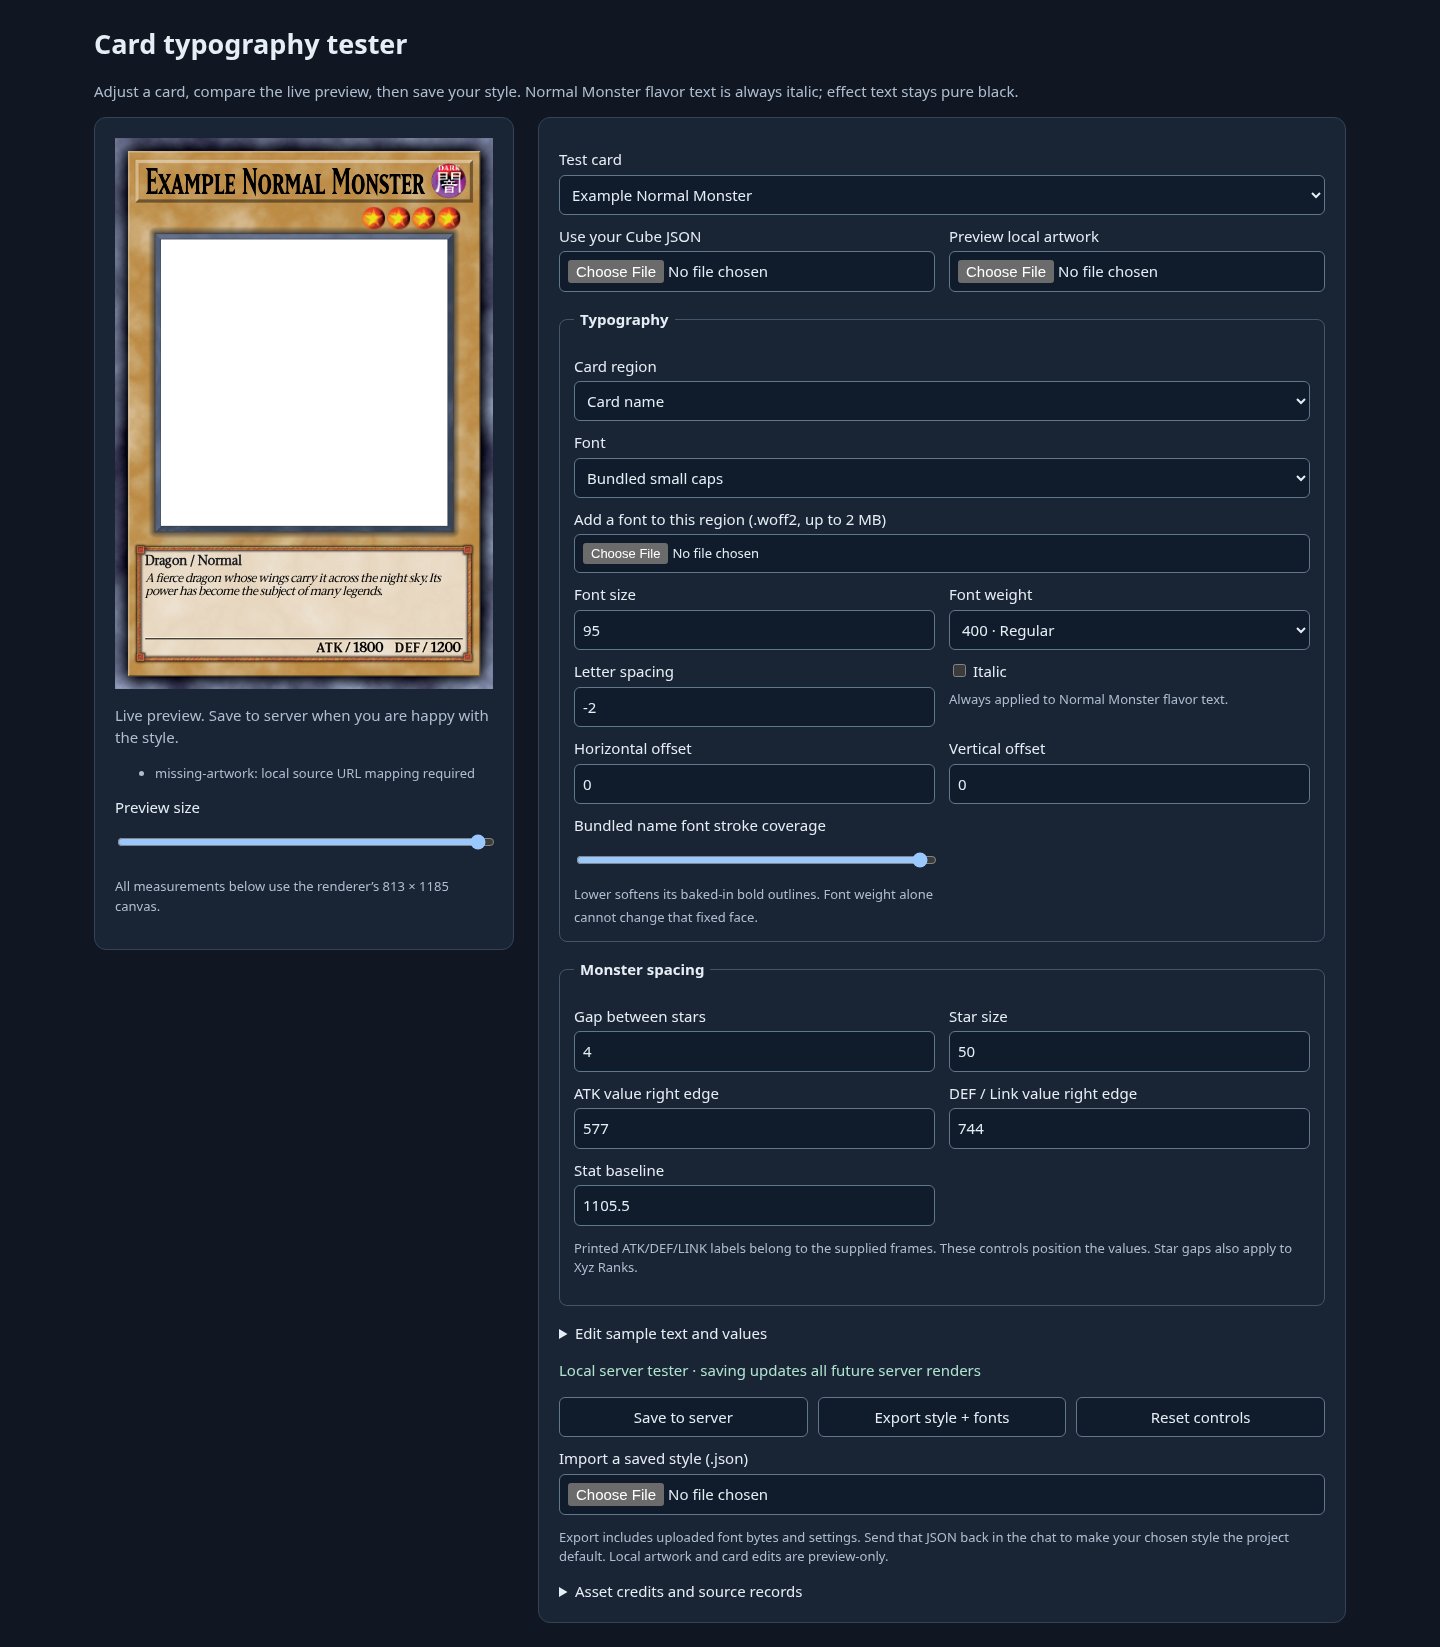 Card typography tester
Adjust a card, compare the live preview, then save your style. Normal Monster flavor text is always italic; effect text stays pure black.
Example Normal Monster
DARK
闇
Dragon / Normal
A fierce dragon whose wings carry it across the night sky. Its
power has become the subject of many legends.
ATK / 1800 DEF / 1200
Live preview. Save to server when you are happy with
the style.
missing-artwork: local source URL mapping required
Preview size
All measurements below use the renderer’s 813 × 1185
canvas.
Test card
Example Normal Monster
Use your Cube JSON
Preview local artwork
Choose File No file chosen
Choose File No file chosen
Typography
Card region
Card name
Font
Bundled small caps
Add a font to this region (.woff2, up to 2 MB)
Choose File No file chosen
Font size
Font weight
95
400 · Regular
Letter spacing
Italic
-2
Always applied to Normal Monster flavor text.
Horizontal offset
Vertical offset
0
0
Bundled name font stroke coverage
Lower softens its baked-in bold outlines. Font weight alone
cannot change that fixed face.
Monster spacing
Gap between stars
Star size
4
50
ATK value right edge
DEF / Link value right edge
577
744
Stat baseline
1105.5
Printed ATK/DEF/LINK labels belong to the supplied frames. These controls position the values. Star gaps also apply to
Xyz Ranks.
Edit sample text and values
Local server tester · saving updates all future server renders
Save to server
Export style + fonts
Reset controls
Import a saved style (.json)
Choose File No file chosen
Export includes uploaded font bytes and settings. Send that JSON back in the chat to make your chosen style the project
default. Local artwork and card edits are preview-only.
Asset credits and source records